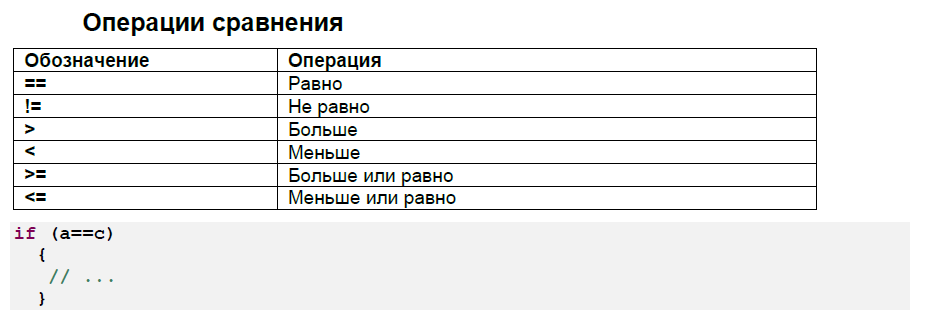 Операции сравнения
Обозначение Операция
== Равно
!= Не равно
> Больше
< Меньше
>= Больше или равно
<= Меньше или равно
if (a==c)
{
// ...
}